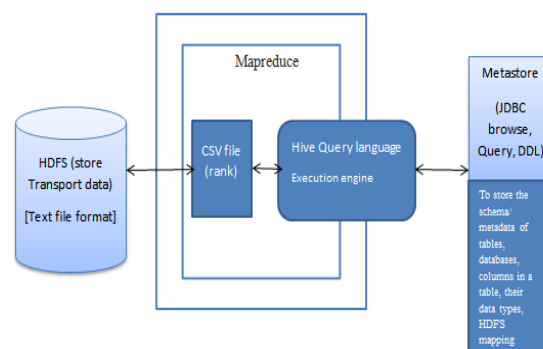 Mapreduce
HDFS (store
Transport data)
[Text file format]
CSV file
(rank)
Hive Query language
Execution engine
Metastore
(JDBC
browse,
Query, DDL)
To store the
schema/
metadata of
tables,
databases,
columns in a
table, their
data types,
HDFS
mapping